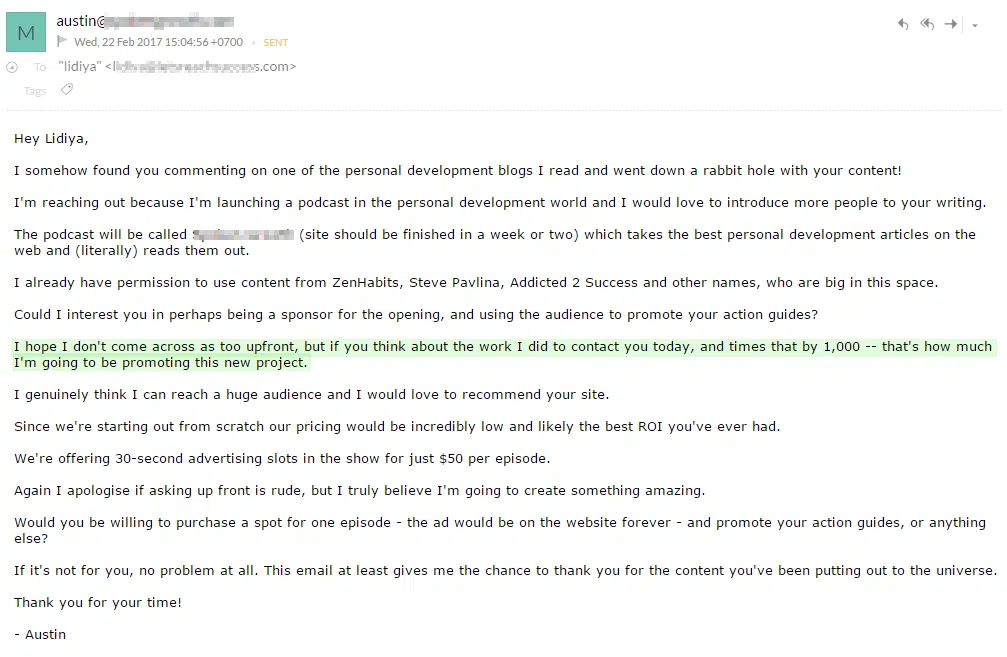 M
austin@
Wed, 22 Feb 2017 15:04:56 +0700 • SENT
To "lidiya" < s.com>
Tags
Hey Lidiya,
I somehow found you commenting on one of the personal development blogs I read and went down a rabbit hole with your content!
I'm reaching out because I'm launching a podcast in the personal development world and I would love to introduce more people to your writing.
The podcast will be called (site should be finished in a week or two) which takes the best personal development articles on the
web and (literally) reads them out.
I already have permission to use content from ZenHabits, Steve Pavlina, Addicted 2 Success and other names, who are big in this space.
Could I interest you in perhaps being a sponsor for the opening, and using the audience to promote your action guides?
I hope I don't come across as too upfront, but if you think about the work I did to contact you today, and times that by 1,000 -- that's how much
I'm going to be promoting this new project.
I genuinely think I can reach a huge audience and I would love to recommend your site.
Since we're starting out from scratch our pricing would be incredibly low and likely the best ROI you've ever had.
We're offering 30-second advertising slots in the show for just $50 per episode.
Again I apologise if asking up front is rude, but I truly believe I'm going to create something amazing.
Would you be willing to purchase a spot for one episode - the ad would be on the website forever - and promote your action guides, or anything
else?
If it's not for you, no problem at all. This email at least gives me the chance to thank you for the content you've been putting out to the universe.
Thank you for your time!
- Austin